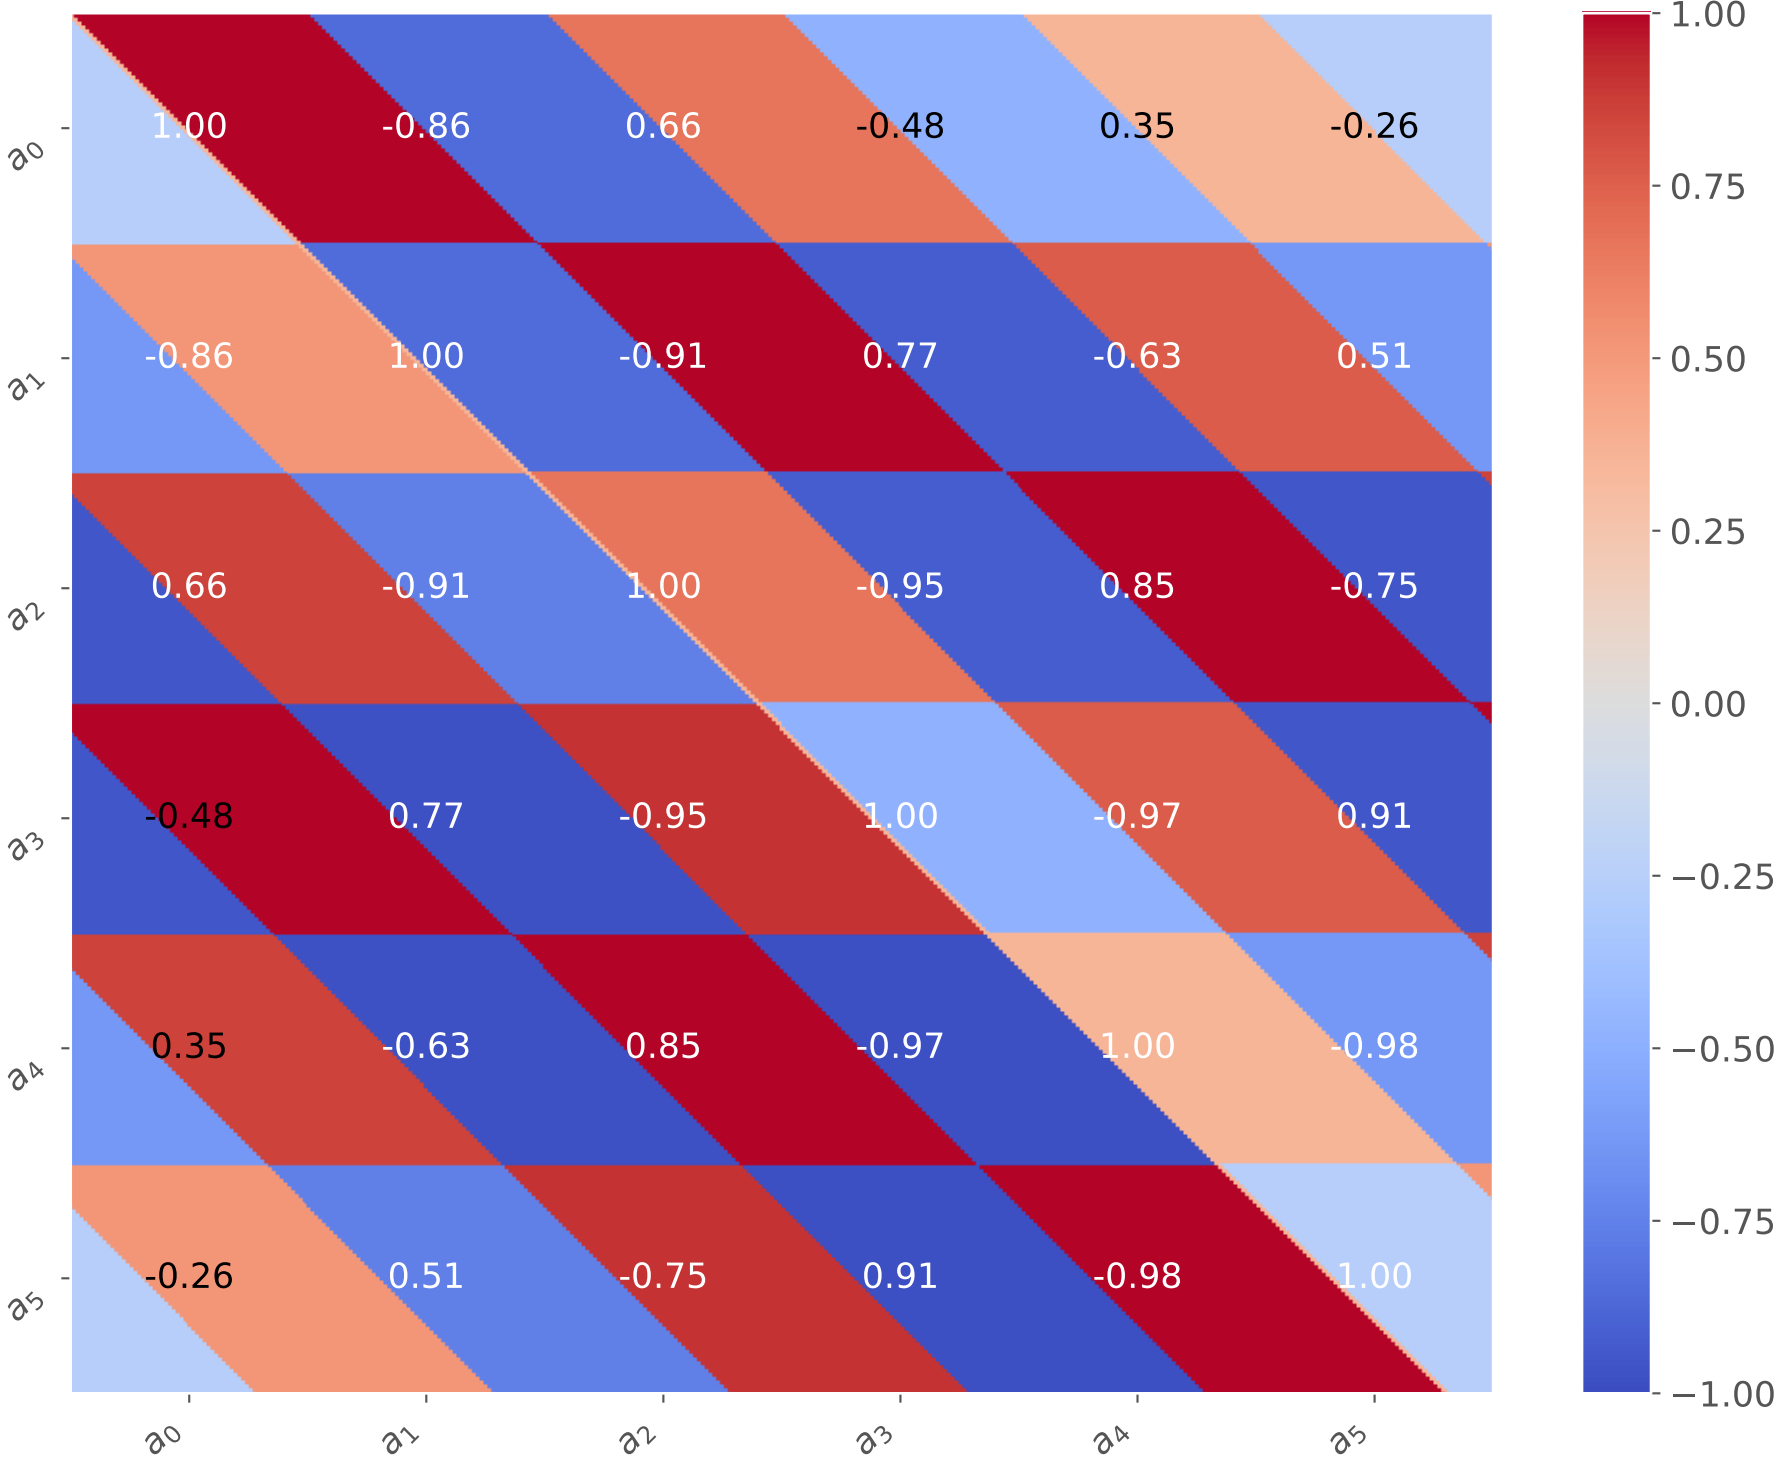 1.00
a₀ 1.00 -0.86 0.66 -0.48 0.35 -0.26
0.75
a₁ -0.86 1.00 -0.91 0.77 -0.63 0.51
0.50
0.25
a₂ 0.66 -0.91 1.00 -0.95 0.85 -0.75
0.00
a₃ -0.48 0.77 -0.95 1.00 -0.97 0.91
−0.25
a₄ 0.35 -0.63 0.85 -0.97 1.00 -0.98
−0.50
−0.75
a₅ -0.26 0.51 -0.75 0.91 -0.98 1.00
−1.00
a₀ a₁ a₂ a₃ a₄ a₅